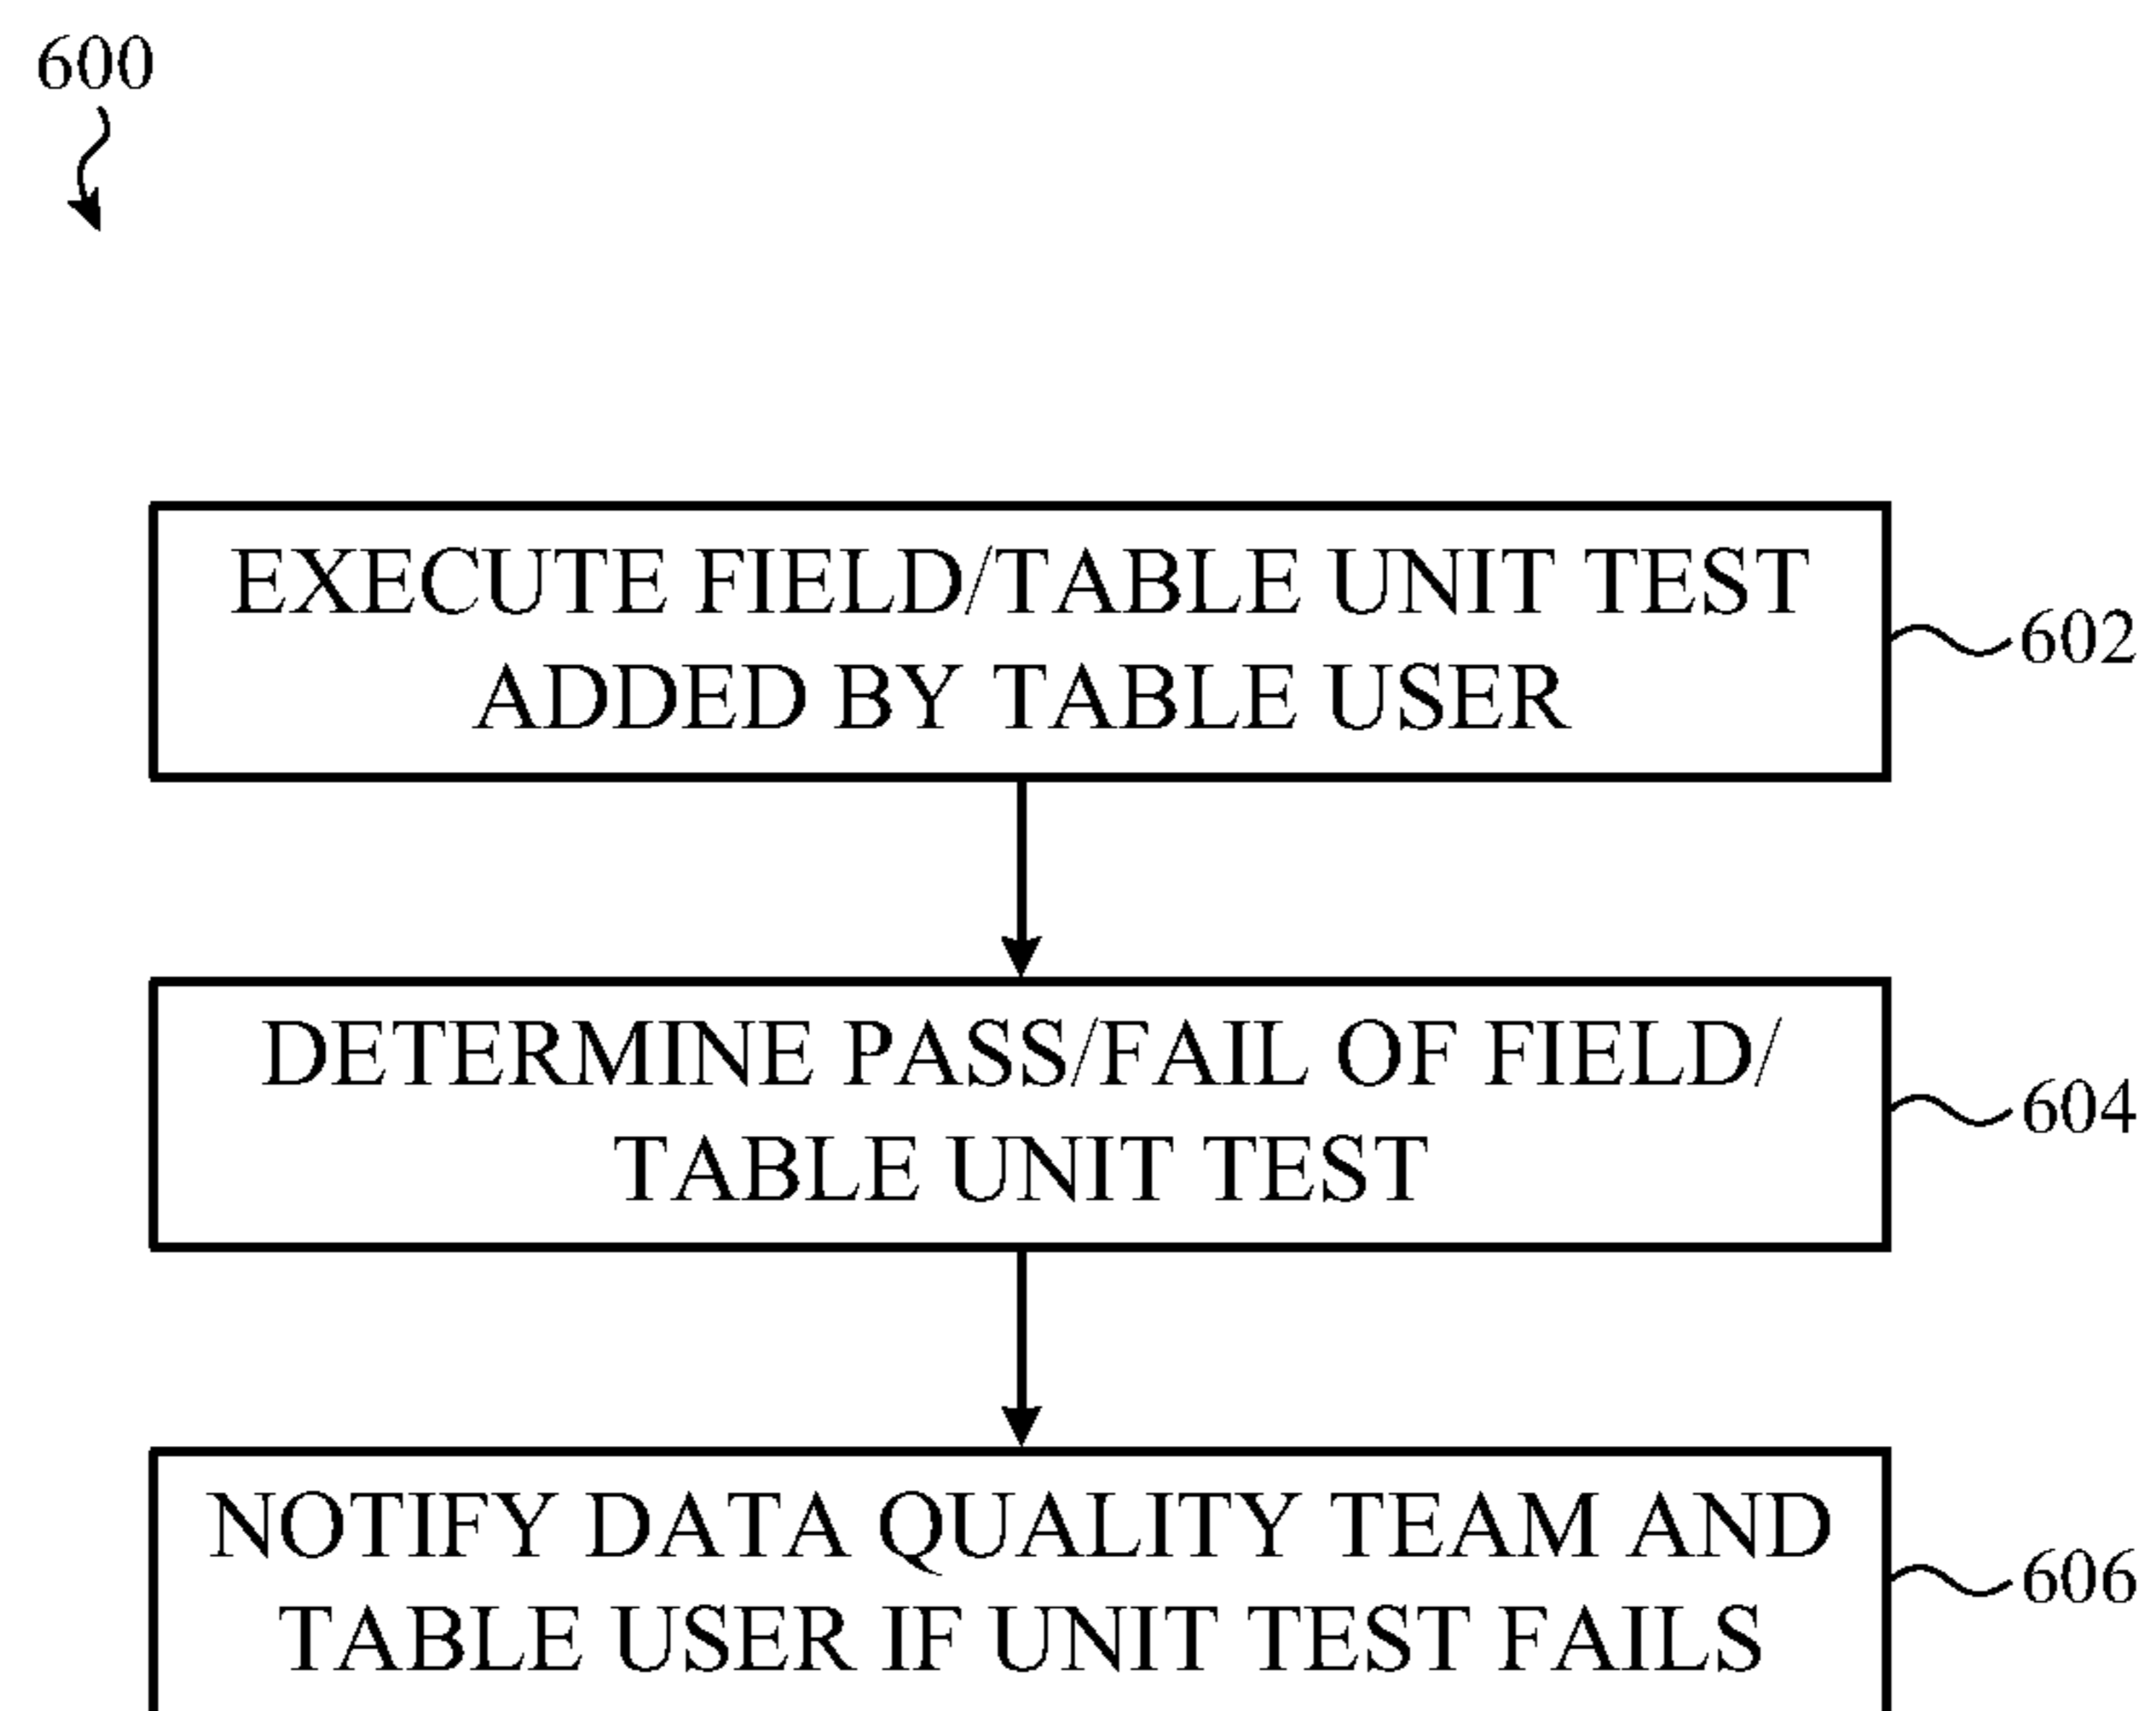 600
EXECUTE FIELD/TABLE UNIT TEST
ADDED BY TABLE USER
602
DETERMINE PASS/FAIL OF FIELD/
TABLE UNIT TEST
604
NOTIFY DATA QUALITY TEAM AND
TABLE USER IF UNIT TEST FAILS
606